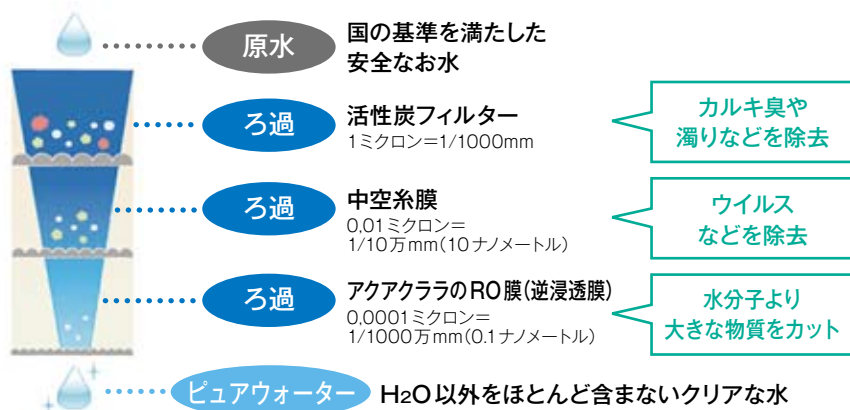 原水
国の基準を満たした
安全なお水
ろ過
活性炭フィルター
1ミクロン=1/1000mm
カルキ臭や
濁りなどを除去
ろ過
中空糸膜
0.01ミクロン=
1/10万mm(10ナノメートル)
ウイルス
などを除去
ろ過
アクアクララのRO膜(逆浸透膜)
0.0001ミクロン=
1/1000万mm(0.1ナノメートル)
水分子より
大きな物質をカット
ピュアウォーター
H2O以外をほとんど含まないクリアな水